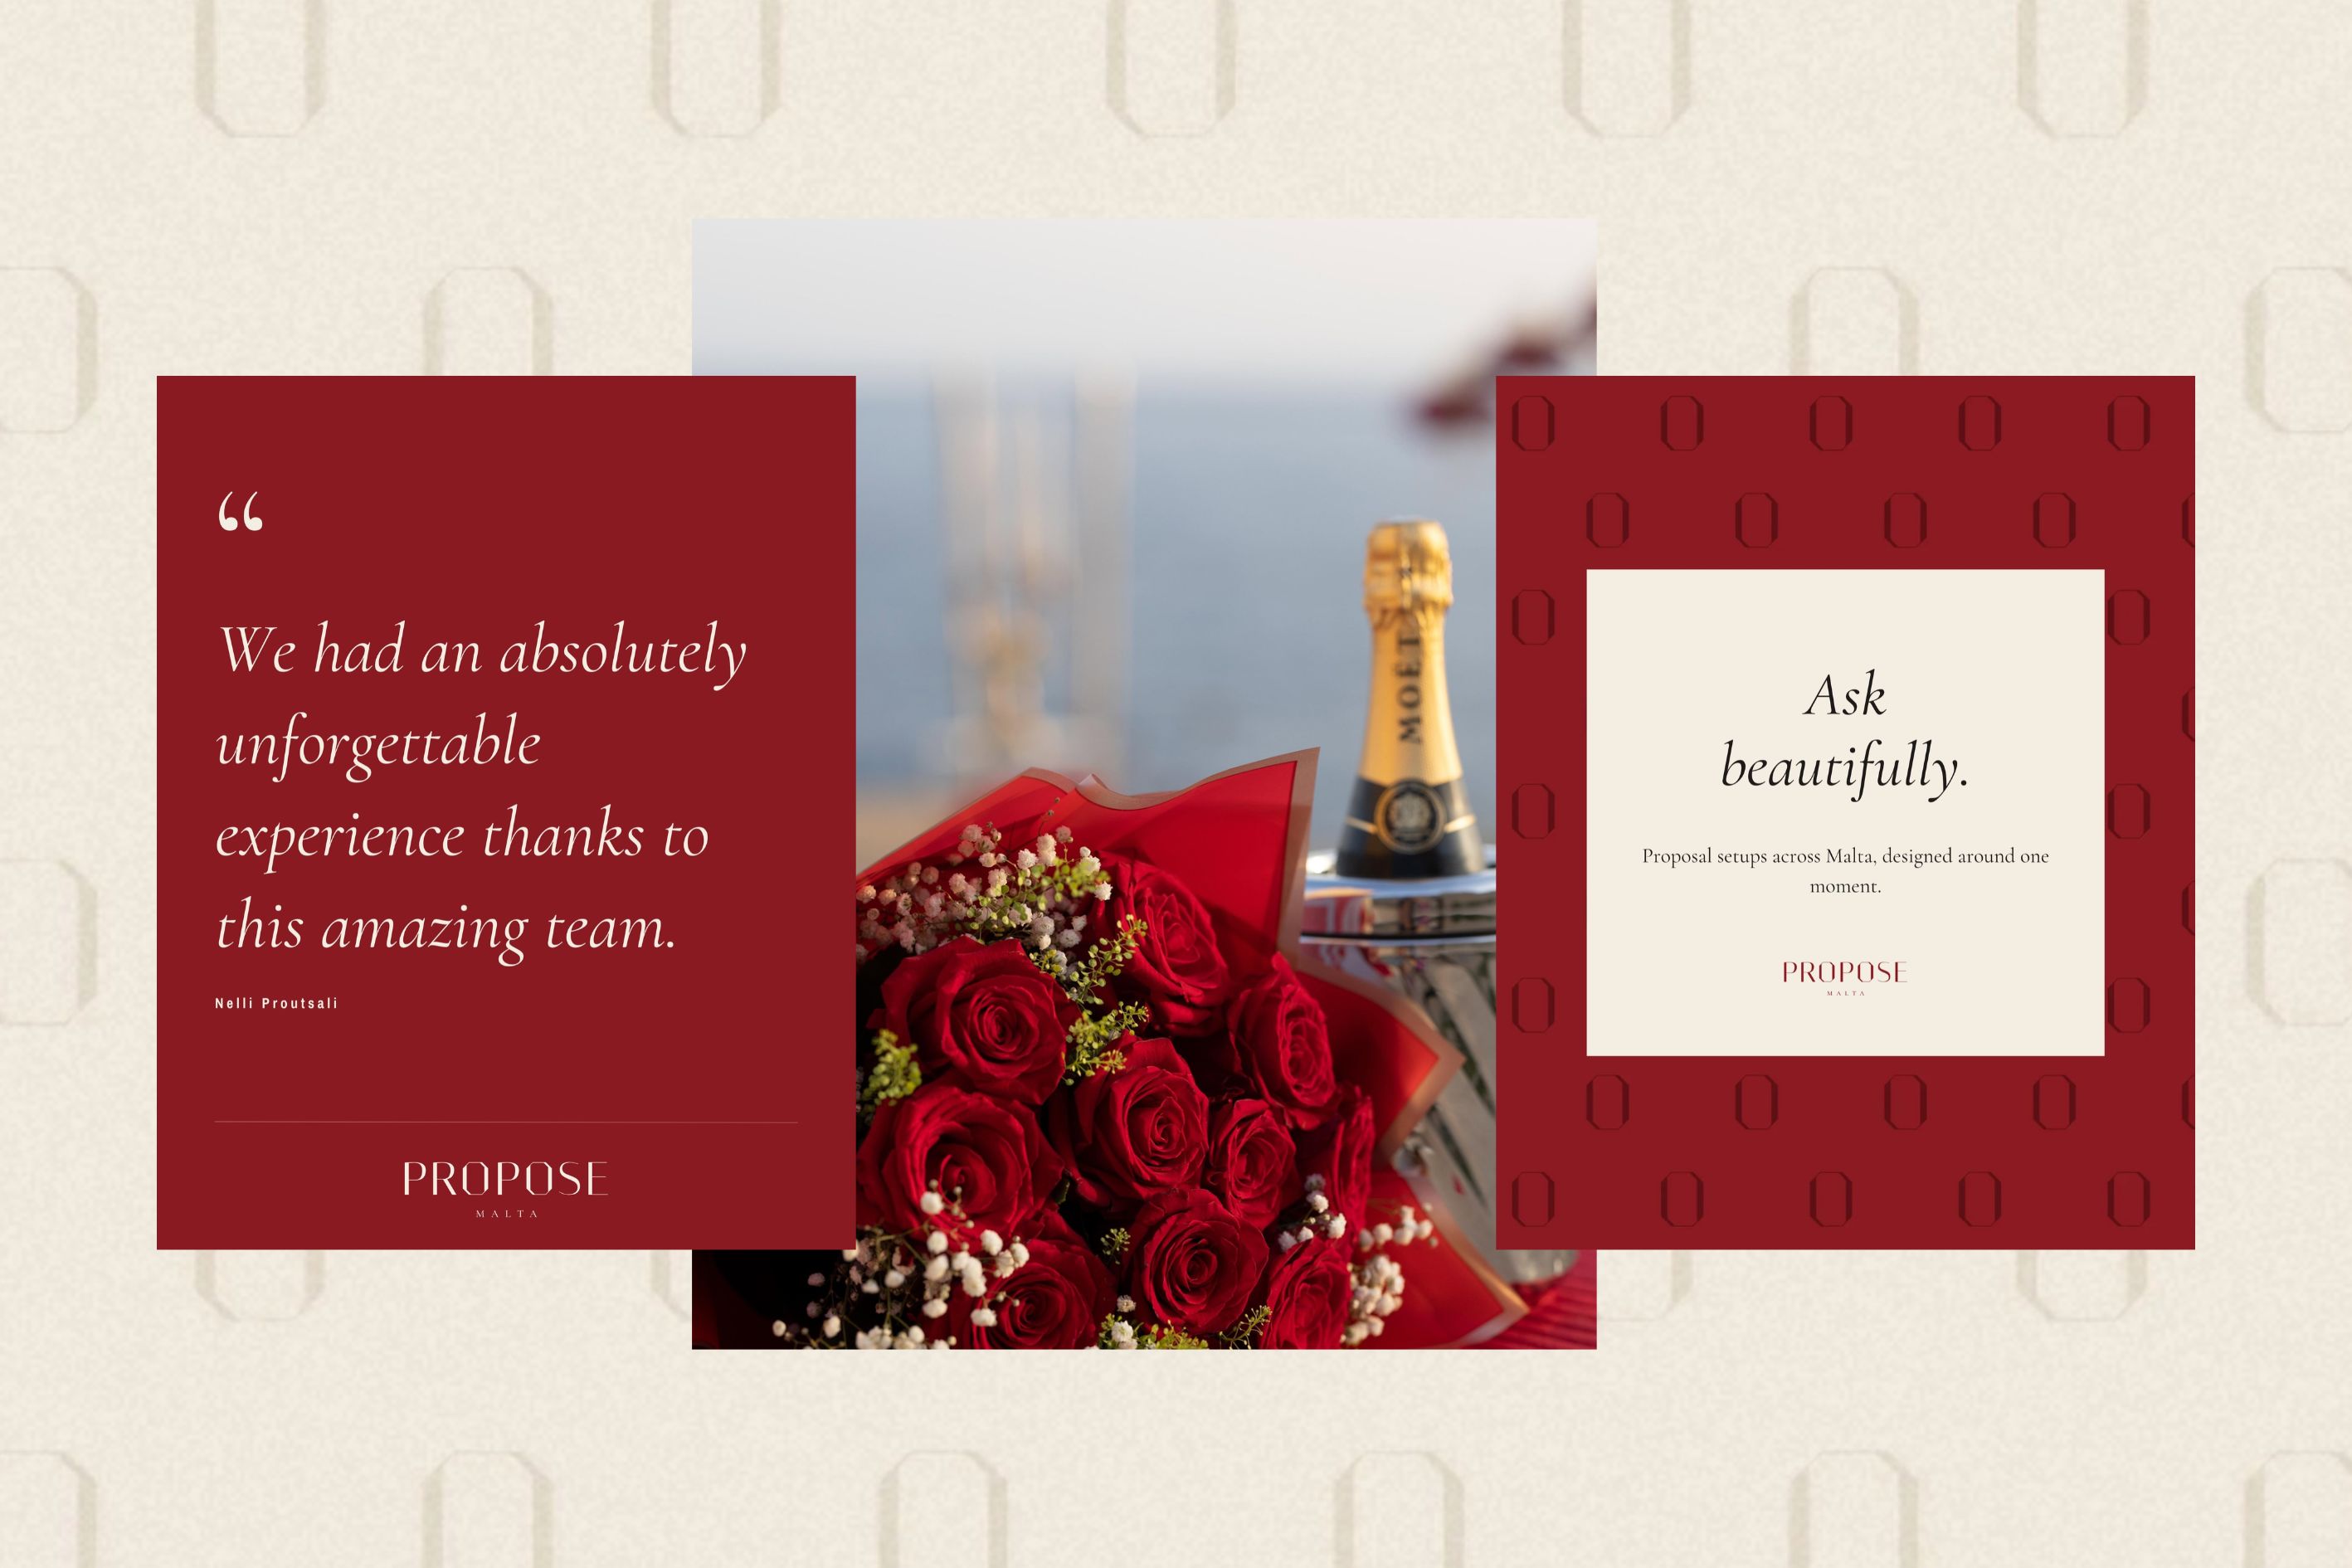 “
We had an absolutely
unforgettable
experience thanks to
this amazing team.
Nelli Proutsali
PROPOSE
MALTA
MOËT
Ask
beautifully.
Proposal setups across Malta, designed around one
moment.
PROPOSE
MALTA